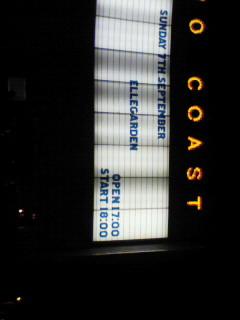 O COAST
SUNDAY 7TH SEPTEMBER
ELLEGARDEN
OPEN 17:00
START 18:00